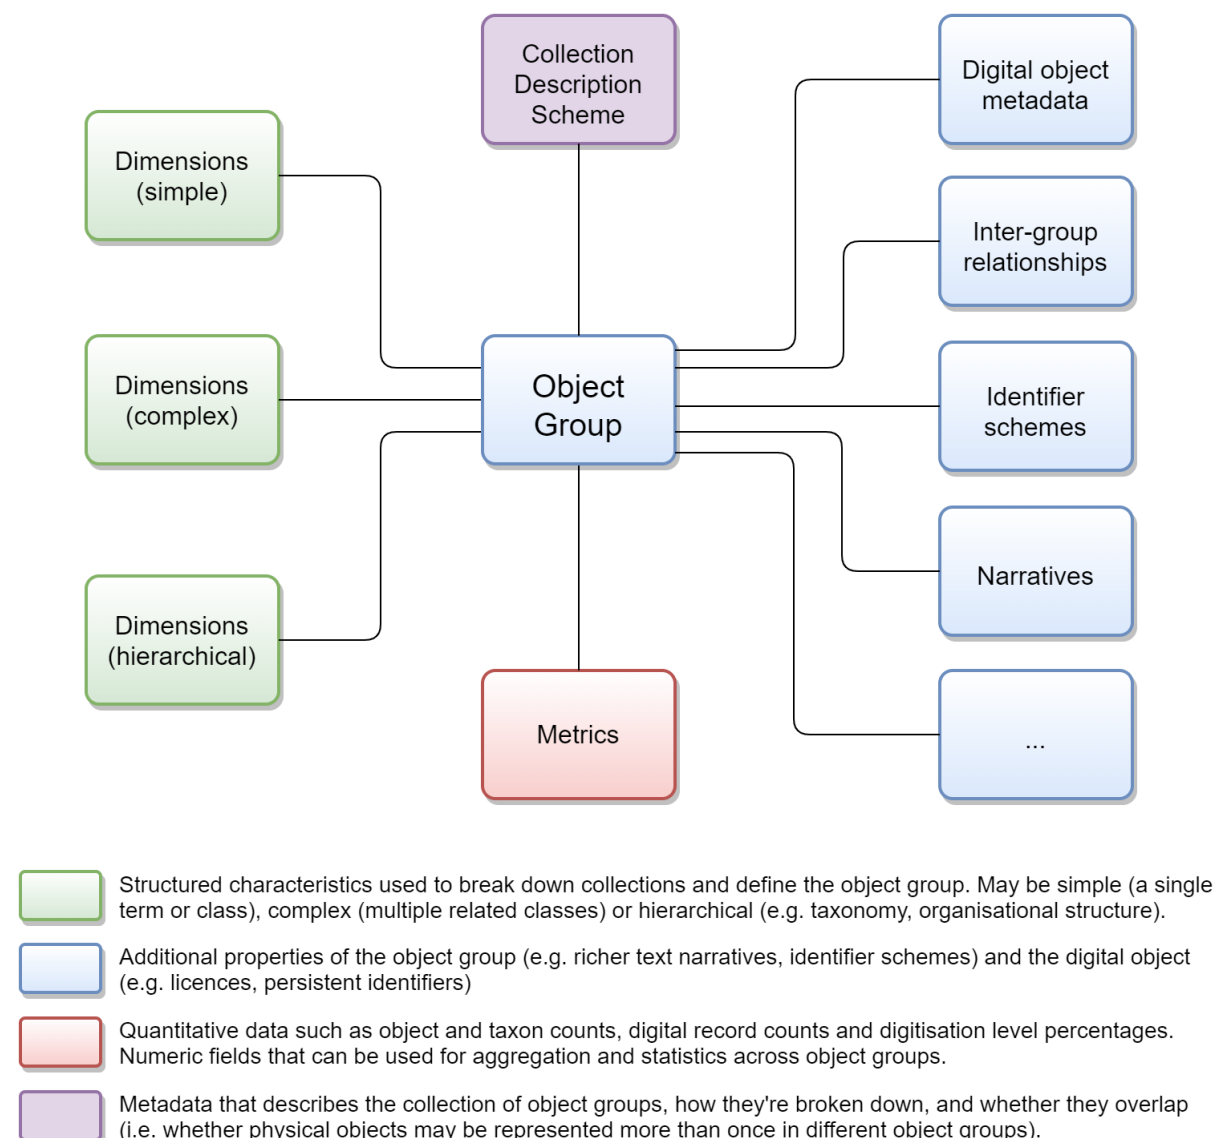 Collection
Description
Scheme
Digital object
metadata
Dimensions
(simple)
Inter-group
relationships
Dimensions
(complex)
Object
Group
Identifier
schemes
Narratives
Dimensions
(hierarchical)
Metrics
...
Structured characteristics used to break down collections and define the object group. May be simple (a single
term or class), complex (multiple related classes) or hierarchical (e.g. taxonomy, organisational structure).
Additional properties of the object group (e.g. richer text narratives, identifier schemes) and the digital object
(e.g. licences, persistent identifiers)
Quantitative data such as object and taxon counts, digital record counts and digitisation level percentages.
Numeric fields that can be used for aggregation and statistics across object groups.
Metadata that describes the collection of object groups, how they're broken down, and whether they overlap
(i.e. whether physical objects may be represented more than once in different object groups).